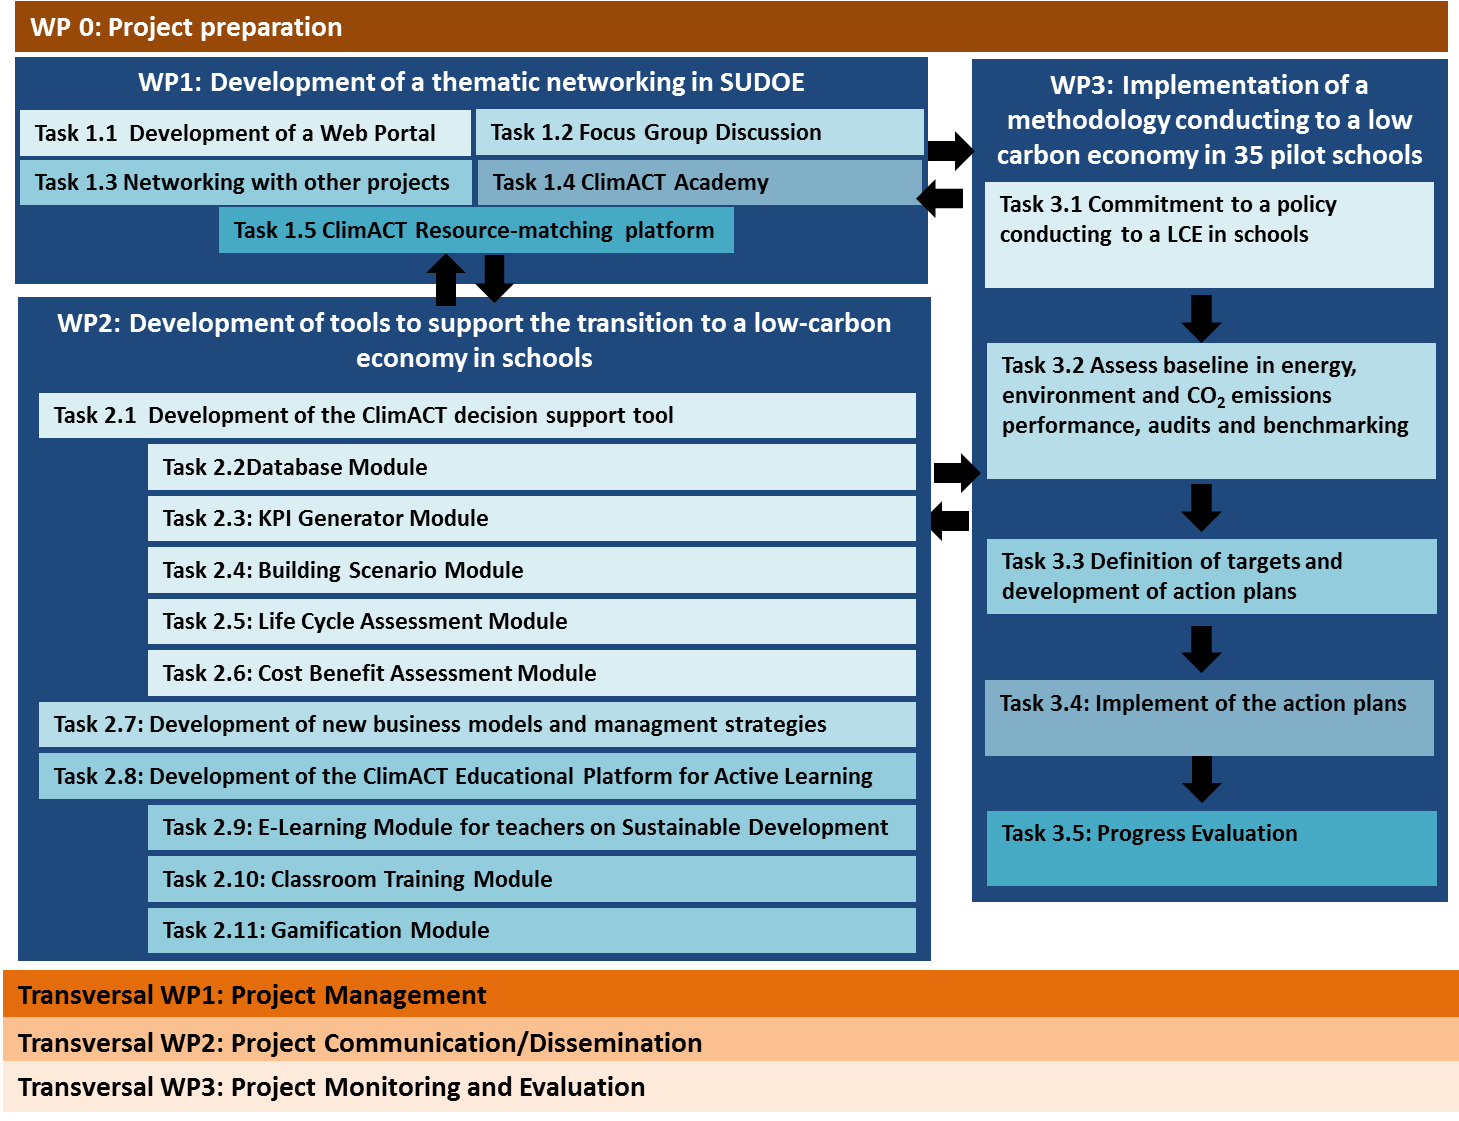 WP 0: Project preparation
WP1: Development of a thematic networking in SUDOE
Task 1.1 Development of a Web Portal
Task 1.2 Focus Group Discussion
Task 1.3 Networking with other projects
Task 1.4 ClimACT Academy
Task 1.5 ClimACT Resource-matching platform
WP2: Development of tools to support the transition to a low-carbon
economy in schools
Task 2.1 Development of the ClimACT decision support tool
Task 2.2Database Module
Task 2.3: KPI Generator Module
Task 2.4: Building Scenario Module
Task 2.5: Life Cycle Assessment Module
Task 2.6: Cost Benefit Assessment Module
Task 2.7: Development of new business models and managment strategies
Task 2.8: Development of the ClimACT Educational Platform for Active Learning
Task 2.9: E-Learning Module for teachers on Sustainable Development
Task 2.10: Classroom Training Module
Task 2.11: Gamification Module
WP3: Implementation of a
methodology conducting to a low
carbon economy in 35 pilot schools
Task 3.1 Commitment to a policy
conducting to a LCE in schools
Task 3.2 Assess baseline in energy,
environment and CO₂ emissions
performance, audits and benchmarking
Task 3.3 Definition of targets and
development of action plans
Task 3.4: Implement of the action plans
Task 3.5: Progress Evaluation
Transversal WP1: Project Management
Transversal WP2: Project Communication/Dissemination
Transversal WP3: Project Monitoring and Evaluation